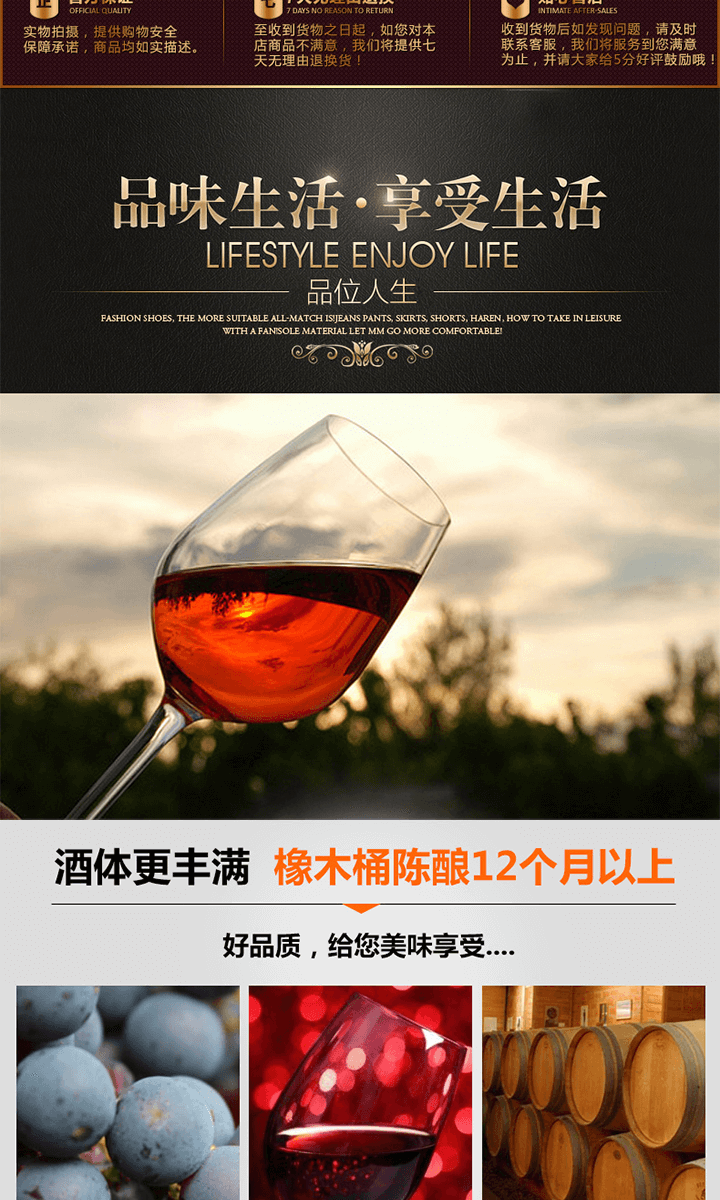 正
OFFICIAL QUALITY
实物拍摄，提供购物安全
保障承诺，商品均如实描述。
7 DAYS NO REASON TO RETURN
至收到货物之日起，如您对本
店商品不满意，我们将提供七
天无理由退换货！
INTIMATE AFTER-SALES
收到货物后如发现问题，请及时
联系客服，我们将服务到您满意
为止，并请大家给5分好评鼓励哦！
品味生活·享受生活
LIFESTYLE ENJOY LIFE
品位人生
FASHION SHOES, THE MORE SUITABLE ALL-MATCH IS!JEANS PANTS, SKIRTS, SHORTS, HAREN, HOW TO TAKE IN LEISURE
WITH A FAN!SOLE MATERIAL LET MM GO MORE COMFORTABLE!
酒体更丰满 橡木桶陈酿12个月以上
好品质，给您美味享受....